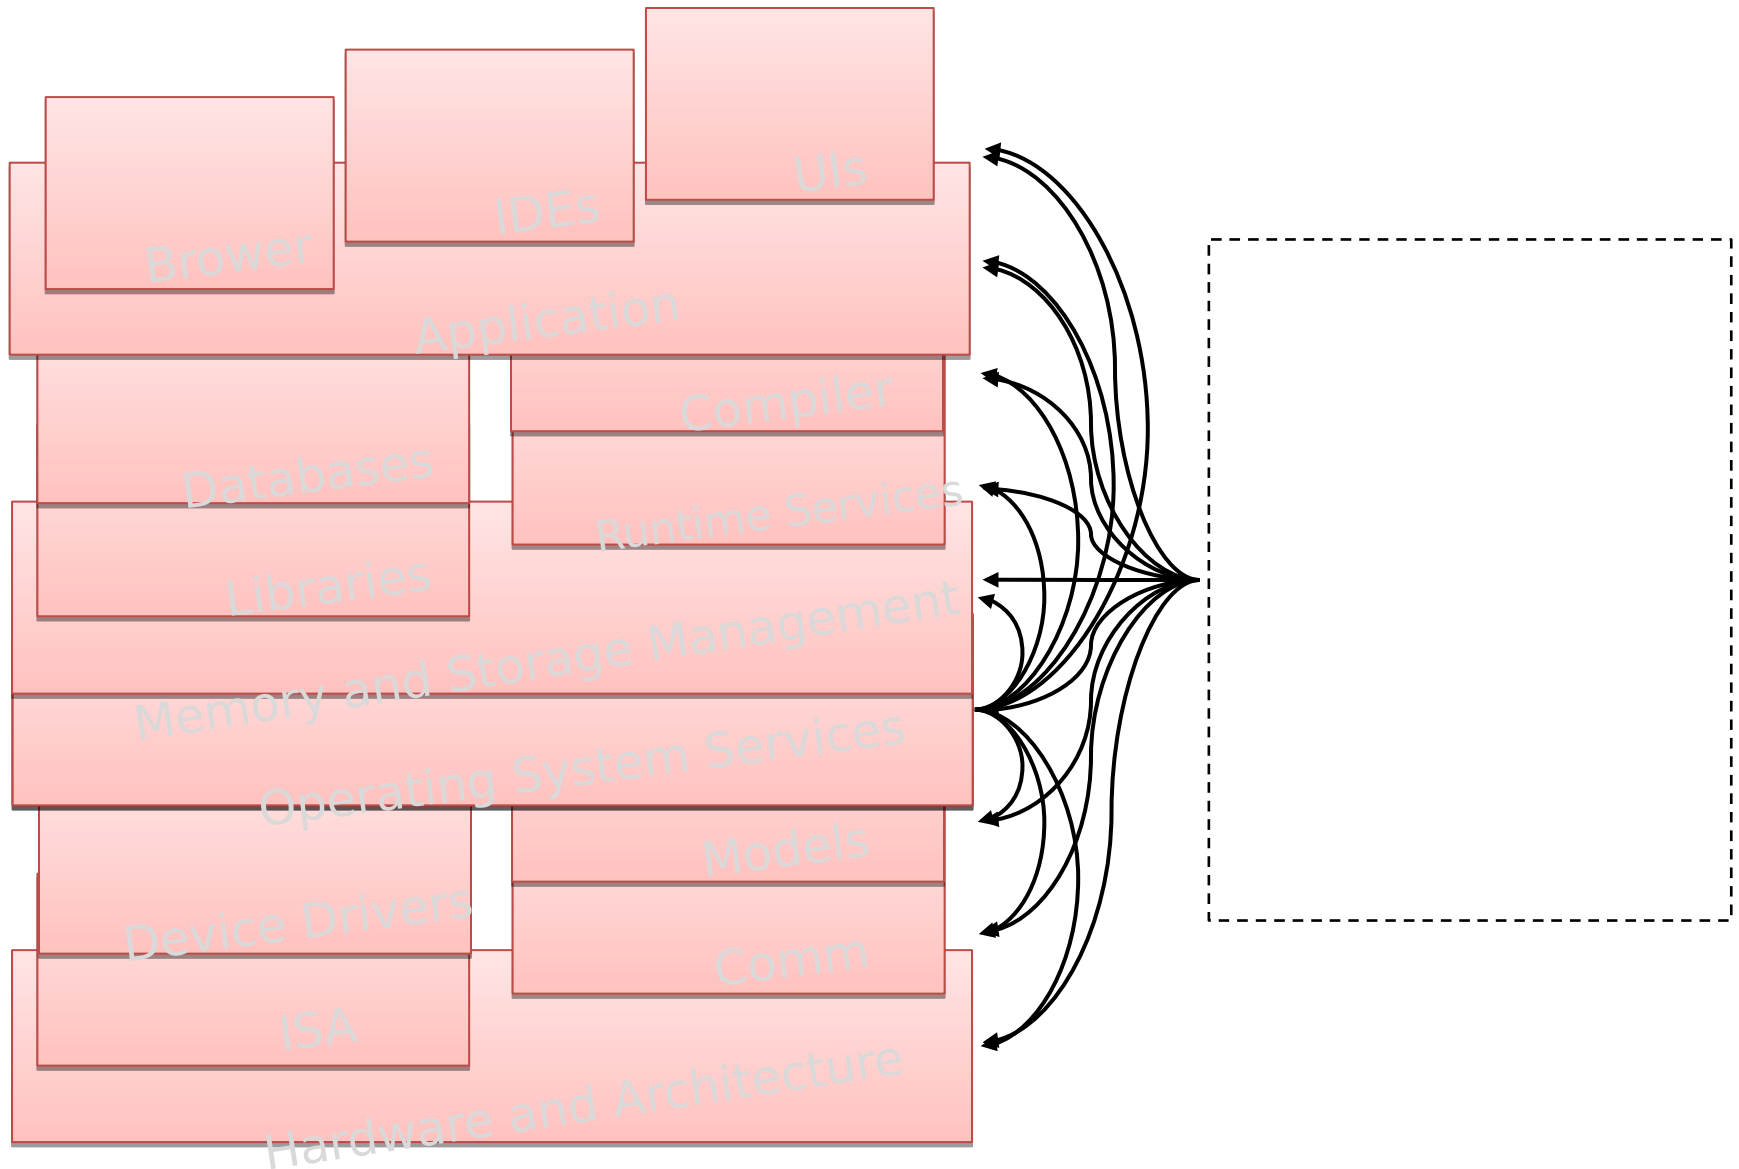 UIs
IDEs
Brower
Application
Compiler
Databases
Runtime Services
Libraries
Memory and Storage Management
Operating System Services
Models
Device Drivers
Comm
ISA
Hardware and Architecture